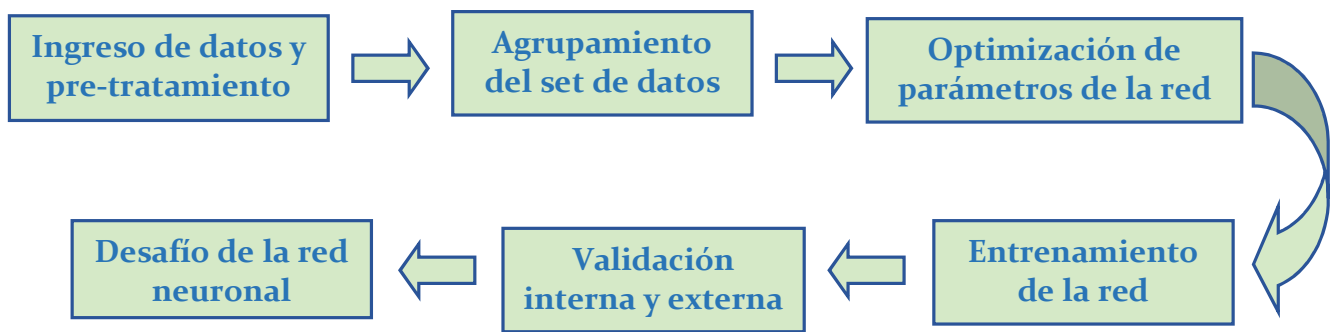 Ingreso de datos y
pre-tratamiento
Agrupamiento
del set de datos
Optimización de
parámetros de la red
Entrenamiento
de la red
Validación
interna y externa
Desafío de la red
neuronal